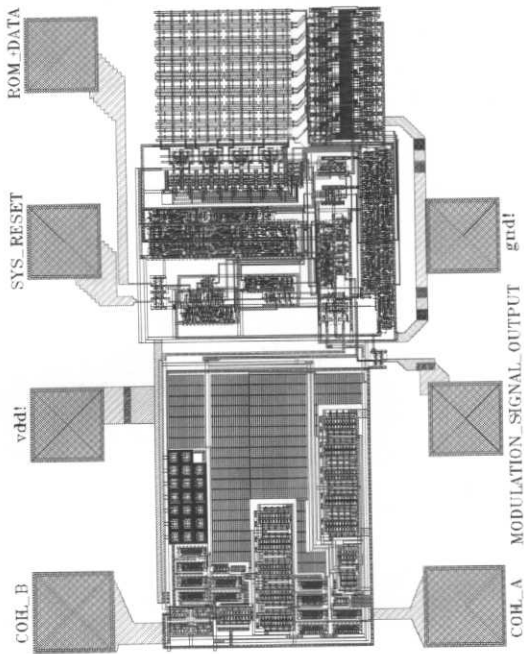 ROM_DATA
SYS_RESET
vdd!
COIL_B
gnd!
MODULATION_SIGNAL_OUTPUT
COIL_A